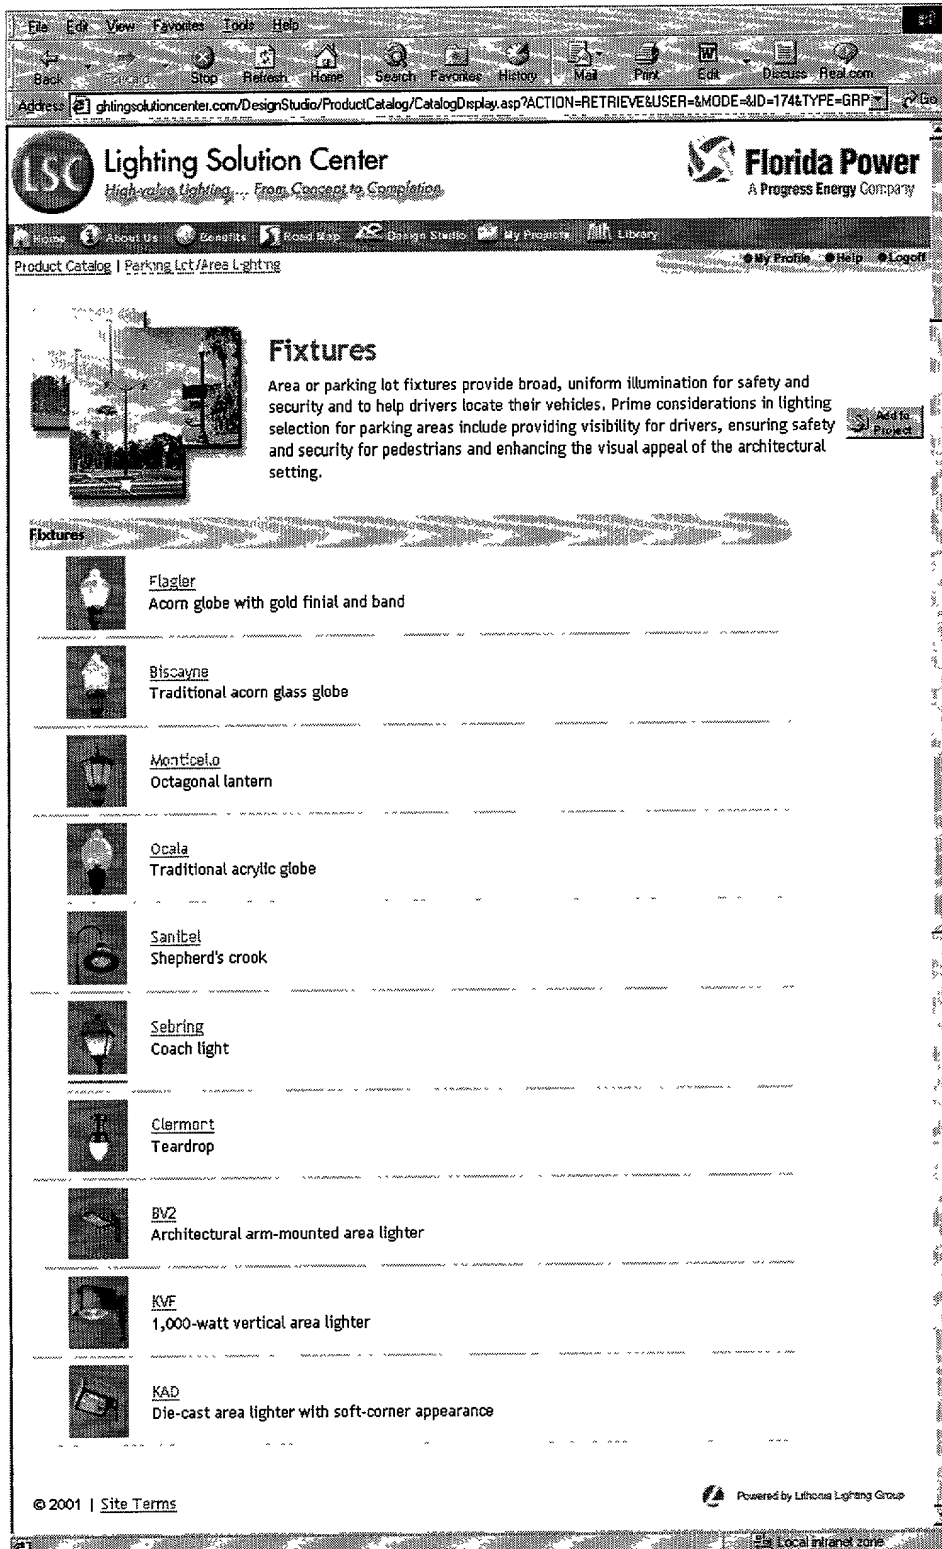 File Edit View Favorites Tools Help
Back Forward Stop Refresh Home Search Favorites History Mail Print Edit Discuss Real.com
Address ghtingsolutioncenter.com/DesignStudio/ProductCatalog/CatalogDisplay.asp?ACTION=RETRIEVE&USER=&MODE=&ID=174&TYPE=GRP Go
LSC Lighting Solution Center
High-value Lighting... From Concept to Completion
Florida Power
A Progress Energy Company
Home About Us Benefits Road Map Design Studio My Projects Library
Product Catalog | Parking Lot/Area Lighting
My Profile Help Logoff
Fixtures
Area or parking lot fixtures provide broad, uniform illumination for safety and
security and to help drivers locate their vehicles. Prime considerations in lighting
selection for parking areas include providing visibility for drivers, ensuring safety
and security for pedestrians and enhancing the visual appeal of the architectural
setting.
Add to
Project
Fixtures
Flagler
Acorn globe with gold finial and band
Biscayne
Traditional acorn glass globe
Monticello
Octagonal lantern
Ocala
Traditional acrylic globe
Sanibel
Shepherd's crook
Sebring
Coach light
Clermont
Teardrop
BV2
Architectural arm-mounted area lighter
KVF
1,000-watt vertical area lighter
KAD
Die-cast area lighter with soft-corner appearance
© 2001 | Site Terms
Powered by Lithonia Lighting Group
Local intranet zone